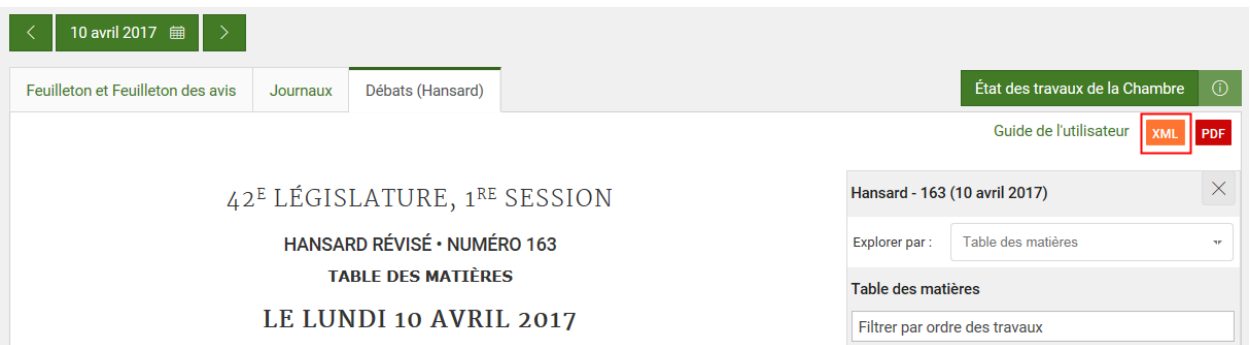 10 avril 2017
Feuilleton et Feuilleton des avis
Journaux
Débats (Hansard)
État des travaux de la Chambre
Guide de l'utilisateur
XML
PDF
42E LÉGISLATURE, 1RE SESSION
HANSARD RÉVISÉ • NUMÉRO 163
TABLE DES MATIÈRES
LE LUNDI 10 AVRIL 2017
Hansard - 163 (10 avril 2017)
Explorer par :
Table des matières
Table des matières
Filtrer par ordre des travaux